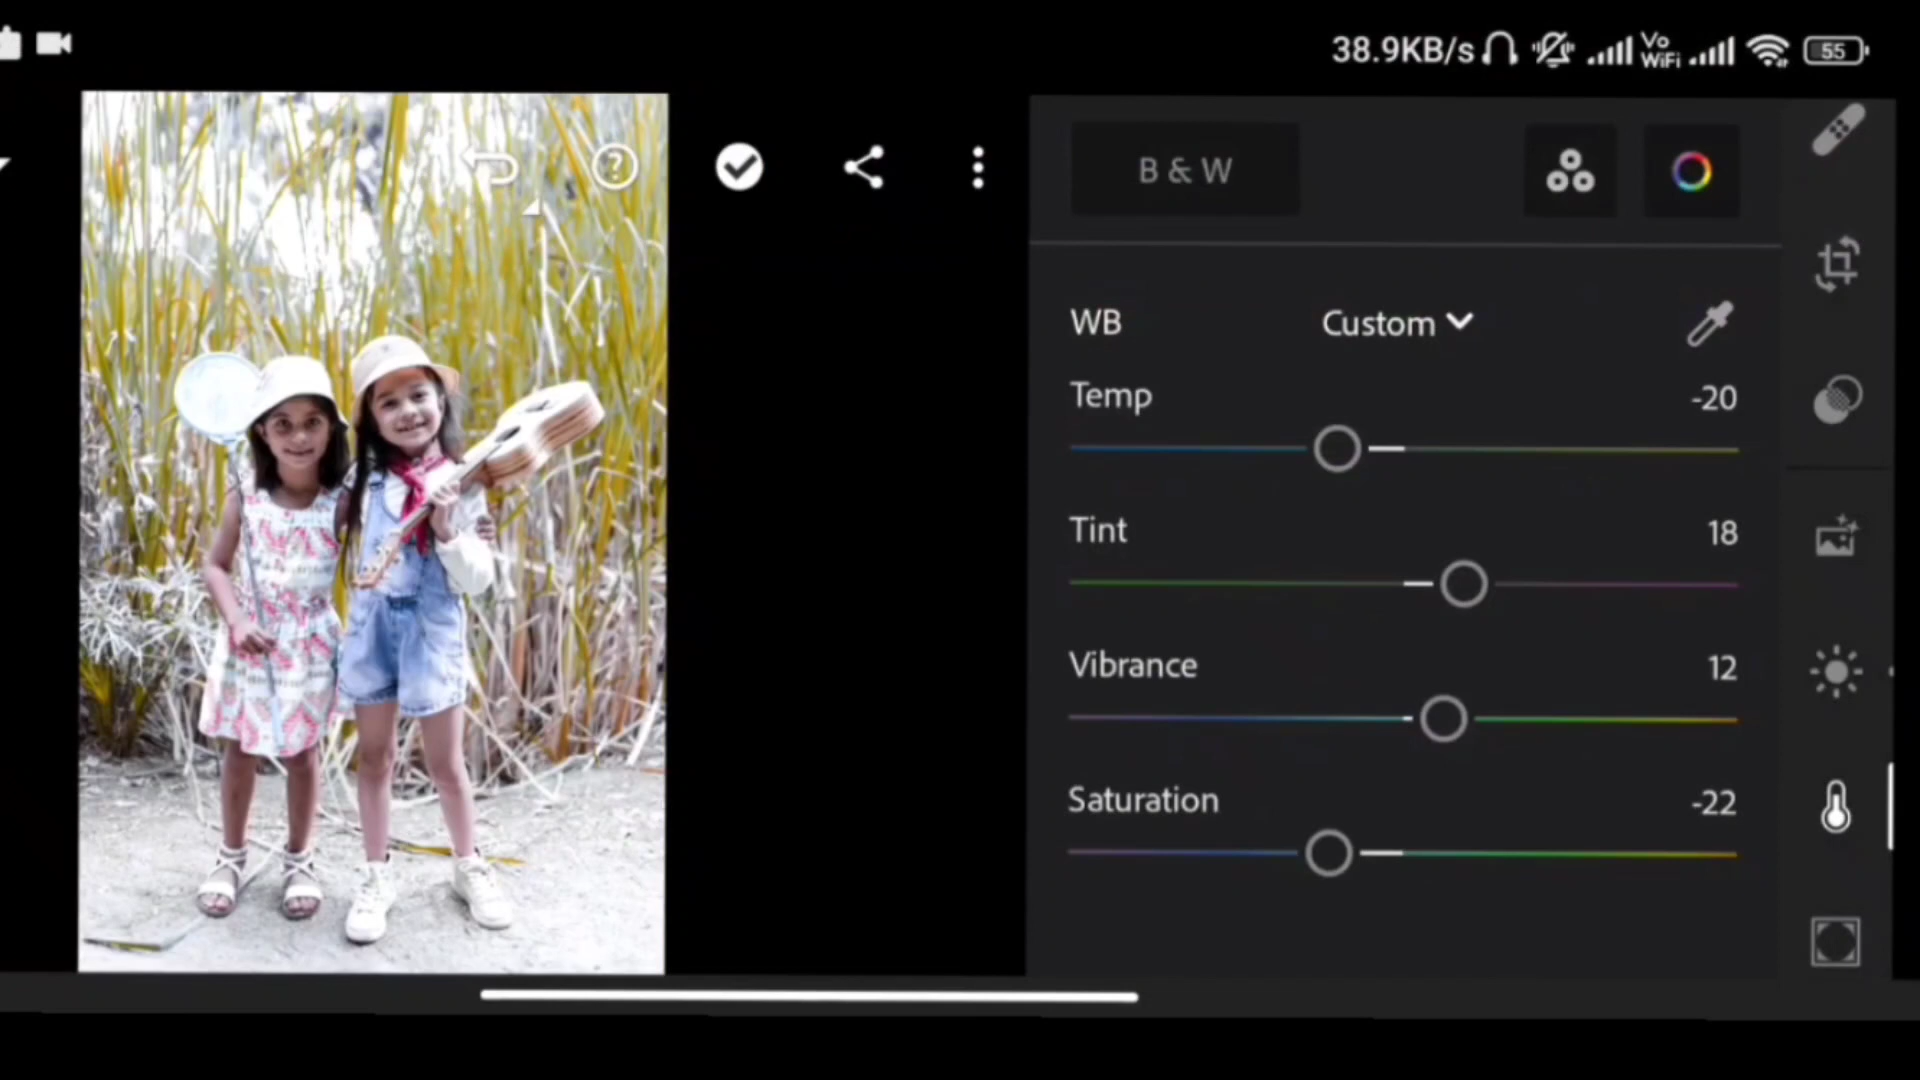 38.9KB/s Vo WiFi 55
?
B & W
WB Custom
Temp -20
Tint 18
Vibrance 12
Saturation -22